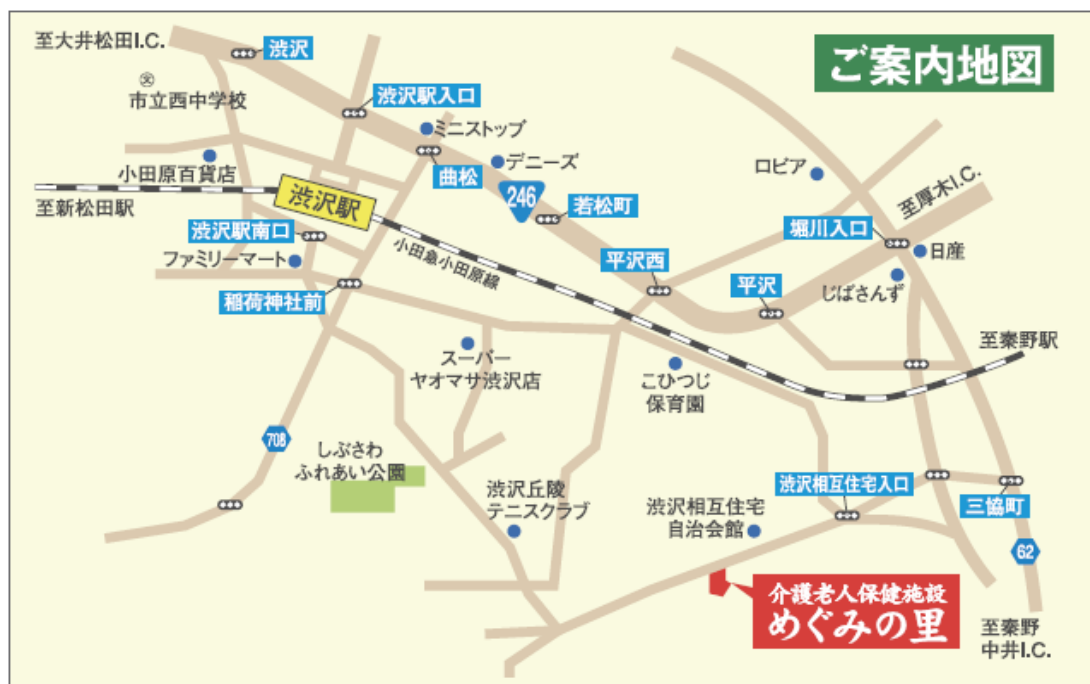 至大井松田I.C.
渋沢
ご案内地図
市立西中学校
渋沢駅入口
ミニストップ
小田原百貨店
曲松
デニーズ
ロピア
至新松田駅
渋沢駅
246
若松町
至厚木I.C.
渋沢駅南口
ファミリーマート
小田急小田原線
平沢西
堀川入口
日産
稲荷神社前
平沢
じばさんず
スーパー
ヤオマサ渋沢店
こひつじ
保育園
至秦野駅
708
しぶさわ
ふれあい公園
渋沢丘陵
テニスクラブ
渋沢相互住宅
自治会館
渋沢相互住宅入口
三協町
62
介護老人保健施設
めぐみの里
至秦野
中井I.C.